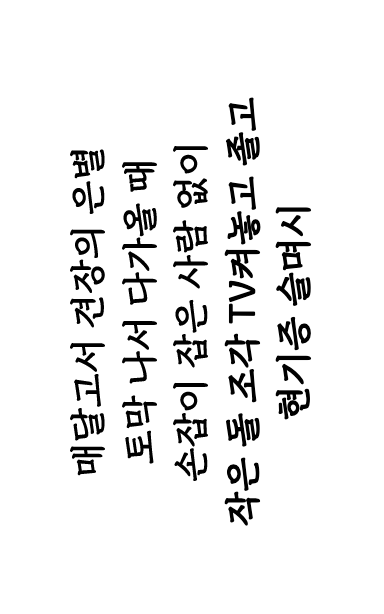 매달고서 견장의 은별
토막 나서 다가올 때
손잡이 잡은 사람 없이
작은 돌 조각 TV켜놓고 졸고
현기증 슬며시